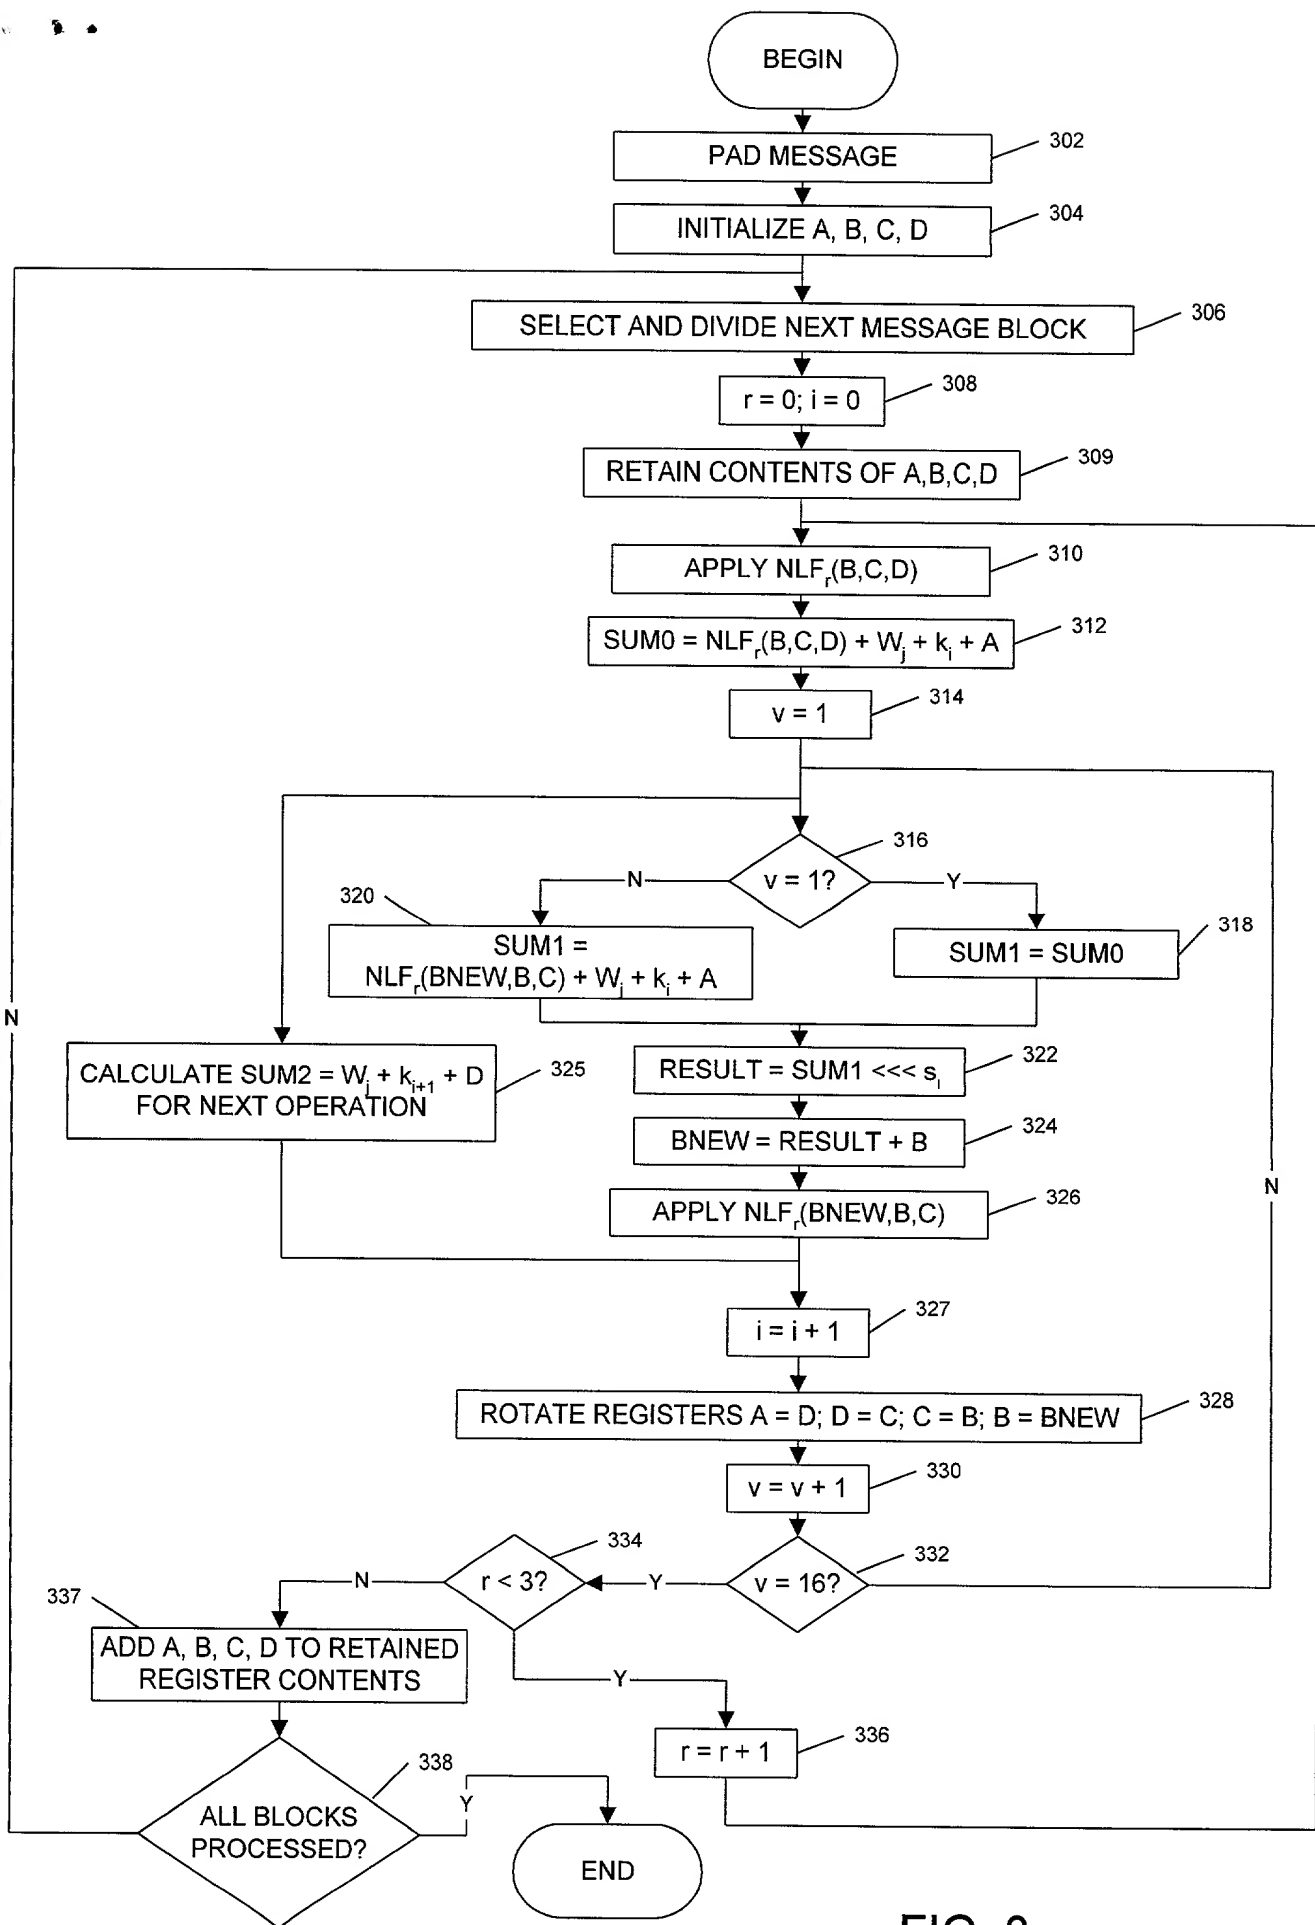 BEGIN
PAD MESSAGE
302
INITIALIZE A, B, C, D
304
SELECT AND DIVIDE NEXT MESSAGE BLOCK
306
r = 0; i = 0
308
RETAIN CONTENTS OF A,B,C,D
309
APPLY NLFr(B,C,D)
310
SUM0 = NLFr(B,C,D) + Wj + ki + A
312
v = 1
314
v = 1?
316
N
Y
320
SUM1 =
NLFr(BNEW,B,C) + Wj + ki + A
SUM1 = SUM0
318
N
CALCULATE SUM2 = Wj + ki+1 + D
FOR NEXT OPERATION
325
RESULT = SUM1 <<< si
322
BNEW = RESULT + B
324
APPLY NLFr(BNEW,B,C)
326
N
i = i + 1
327
ROTATE REGISTERS A = D; D = C; C = B; B = BNEW
328
v = v + 1
330
v = 16?
332
Y
r < 3?
334
N
337
ADD A, B, C, D TO RETAINED
REGISTER CONTENTS
Y
r = r + 1
336
ALL BLOCKS
PROCESSED?
338
Y
END
FIG.